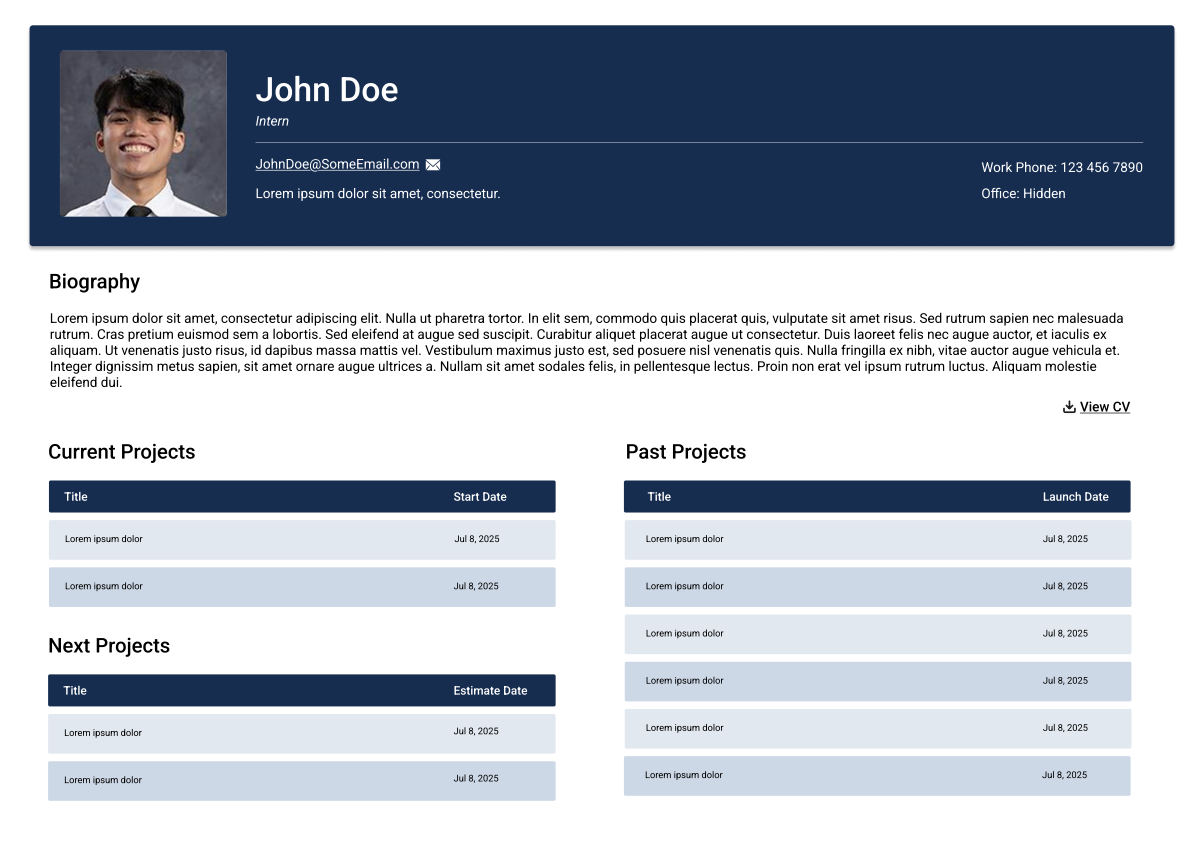 John Doe
Intern
JohnDoe@SomeEmail.com
Lorem ipsum dolor sit amet, consectetur.
Work Phone: 123 456 7890
Office: Hidden
Biography
Lorem ipsum dolor sit amet, consectetur adipiscing elit. Nulla ut pharetra tortor. In elit sem, commodo quis placerat quis, vulputate sit amet risus. Sed rutrum sapien nec malesuada
rutrum. Cras pretium euismod sem a lobortis. Sed eleifend at augue sed suscipit. Curabitur aliquet placerat augue ut consectetur. Duis laoreet felis nec augue auctor, et iaculis ex
aliquam. Ut venenatis justo risus, id dapibus massa mattis vel. Vestibulum maximus justo est, sed posuere nisl venenatis quis. Nulla fringilla ex nibh, vitae auctor augue vehicula et.
Integer dignissim metus sapien, sit amet ornare augue ultrices a. Nullam sit amet sodales felis, in pellentesque lectus. Proin non erat vel ipsum rutrum luctus. Aliquam molestie
eleifend dui.
View CV
Current Projects
Title Start Date
Lorem ipsum dolor Jul 8, 2025
Lorem ipsum dolor Jul 8, 2025
Next Projects
Title Estimate Date
Lorem ipsum dolor Jul 8, 2025
Lorem ipsum dolor Jul 8, 2025
Past Projects
Title Launch Date
Lorem ipsum dolor Jul 8, 2025
Lorem ipsum dolor Jul 8, 2025
Lorem ipsum dolor Jul 8, 2025
Lorem ipsum dolor Jul 8, 2025
Lorem ipsum dolor Jul 8, 2025
Lorem ipsum dolor Jul 8, 2025